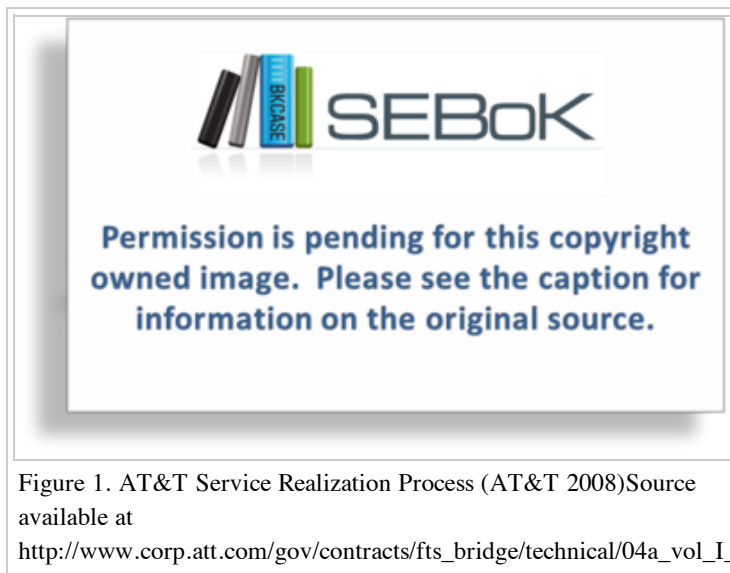 BKCASE
SEBoK
Permission is pending for this copyright
owned image. Please see the caption for
information on the original source.
Figure 1. AT&T Service Realization Process (AT&T 2008)Source
available at
http://www.corp.att.com/gov/contracts/fts_bridge/technical/04a_vol_I_